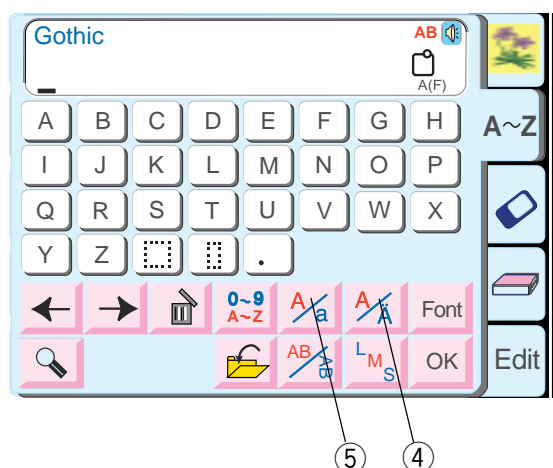 Gothic AB
A(F)
A B C D E F G H A~Z
I J K L M N O P
Q R S T U V W X
Y Z .
0~9
A~Z
A/a A/Ä Font
AB/AB L M S OK Edit
⑤ ④